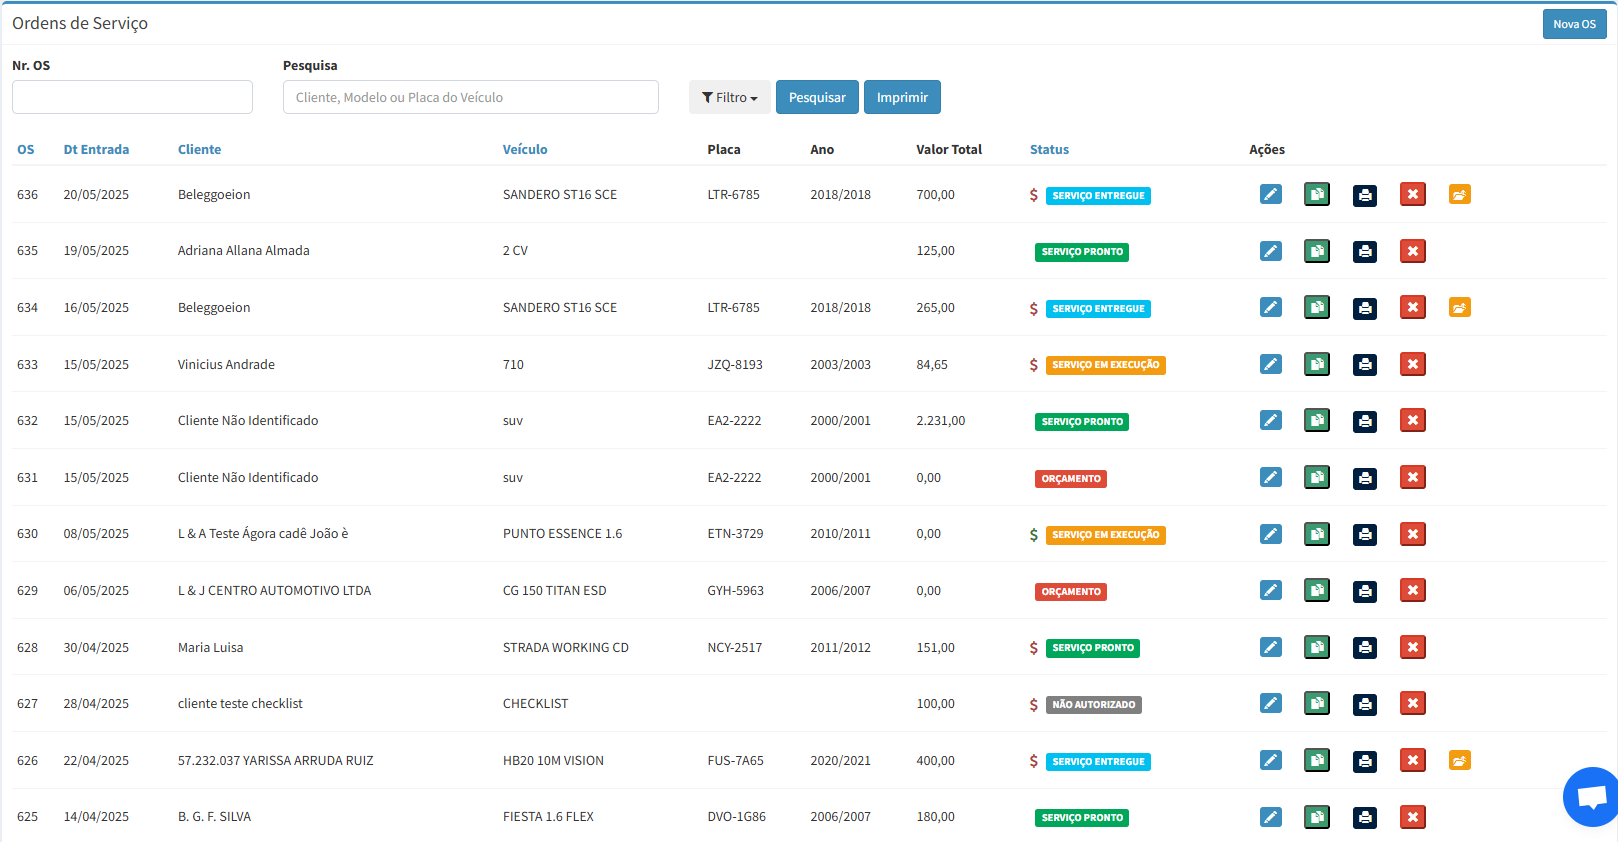 Ordens de Serviço
Nova OS
Nr. OS
Pesquisa
Cliente, Modelo ou Placa do Veículo
Filtro
Pesquisar
Imprimir
OS Dt Entrada Cliente Veículo Placa Ano Valor Total Status Ações
636 20/05/2025 Beleggoeion SANDERO ST16 SCE LTR-6785 2018/2018 700,00 $ SERVIÇO ENTREGUE
635 19/05/2025 Adriana Allana Almada 2 CV 125,00 SERVIÇO PRONTO
634 16/05/2025 Beleggoeion SANDERO ST16 SCE LTR-6785 2018/2018 265,00 $ SERVIÇO ENTREGUE
633 15/05/2025 Vinicius Andrade 710 JZQ-8193 2003/2003 84,65 $ SERVIÇO EM EXECUÇÃO
632 15/05/2025 Cliente Não Identificado suv EA2-2222 2000/2001 2.231,00 SERVIÇO PRONTO
631 15/05/2025 Cliente Não Identificado suv EA2-2222 2000/2001 0,00 ORÇAMENTO
630 08/05/2025 L & A Teste Ágora cadê João è PUNTO ESSENCE 1.6 ETN-3729 2010/2011 0,00 $ SERVIÇO EM EXECUÇÃO
629 06/05/2025 L & J CENTRO AUTOMOTIVO LTDA CG 150 TITAN ESD GYH-5963 2006/2007 0,00 ORÇAMENTO
628 30/04/2025 Maria Luisa STRADA WORKING CD NCY-2517 2011/2012 151,00 $ SERVIÇO PRONTO
627 28/04/2025 cliente teste checklist CHECKLIST 100,00 $ NÃO AUTORIZADO
626 22/04/2025 57.232.037 YARISSA ARRUDA RUIZ HB20 10M VISION FUS-7A65 2020/2021 400,00 $ SERVIÇO ENTREGUE
625 14/04/2025 B. G. F. SILVA FIESTA 1.6 FLEX DVO-1G86 2006/2007 180,00 SERVIÇO PRONTO